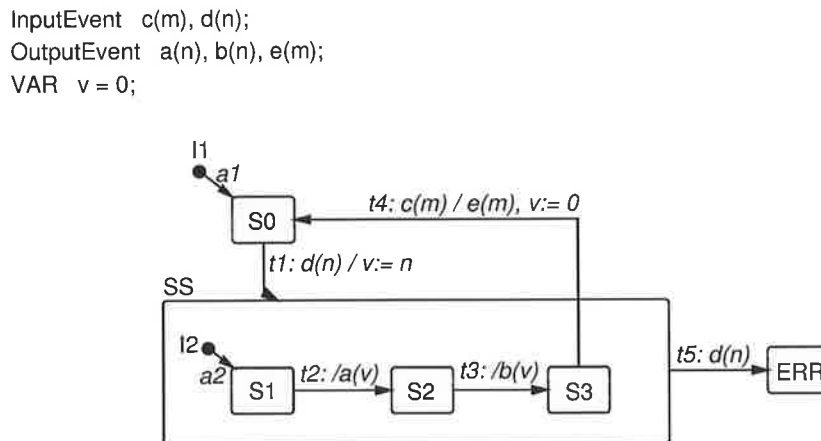 InputEvent c(m), d(n);
OutputEvent a(n), b(n), e(m);
VAR v = 0;
I1
a1
t4: c(m) / e(m), v:= 0
S0
t1: d(n) / v:= n
SS
I2
a2
S1
t2: /a(v)
S2
t3: /b(v)
S3
t5: d(n)
ERR